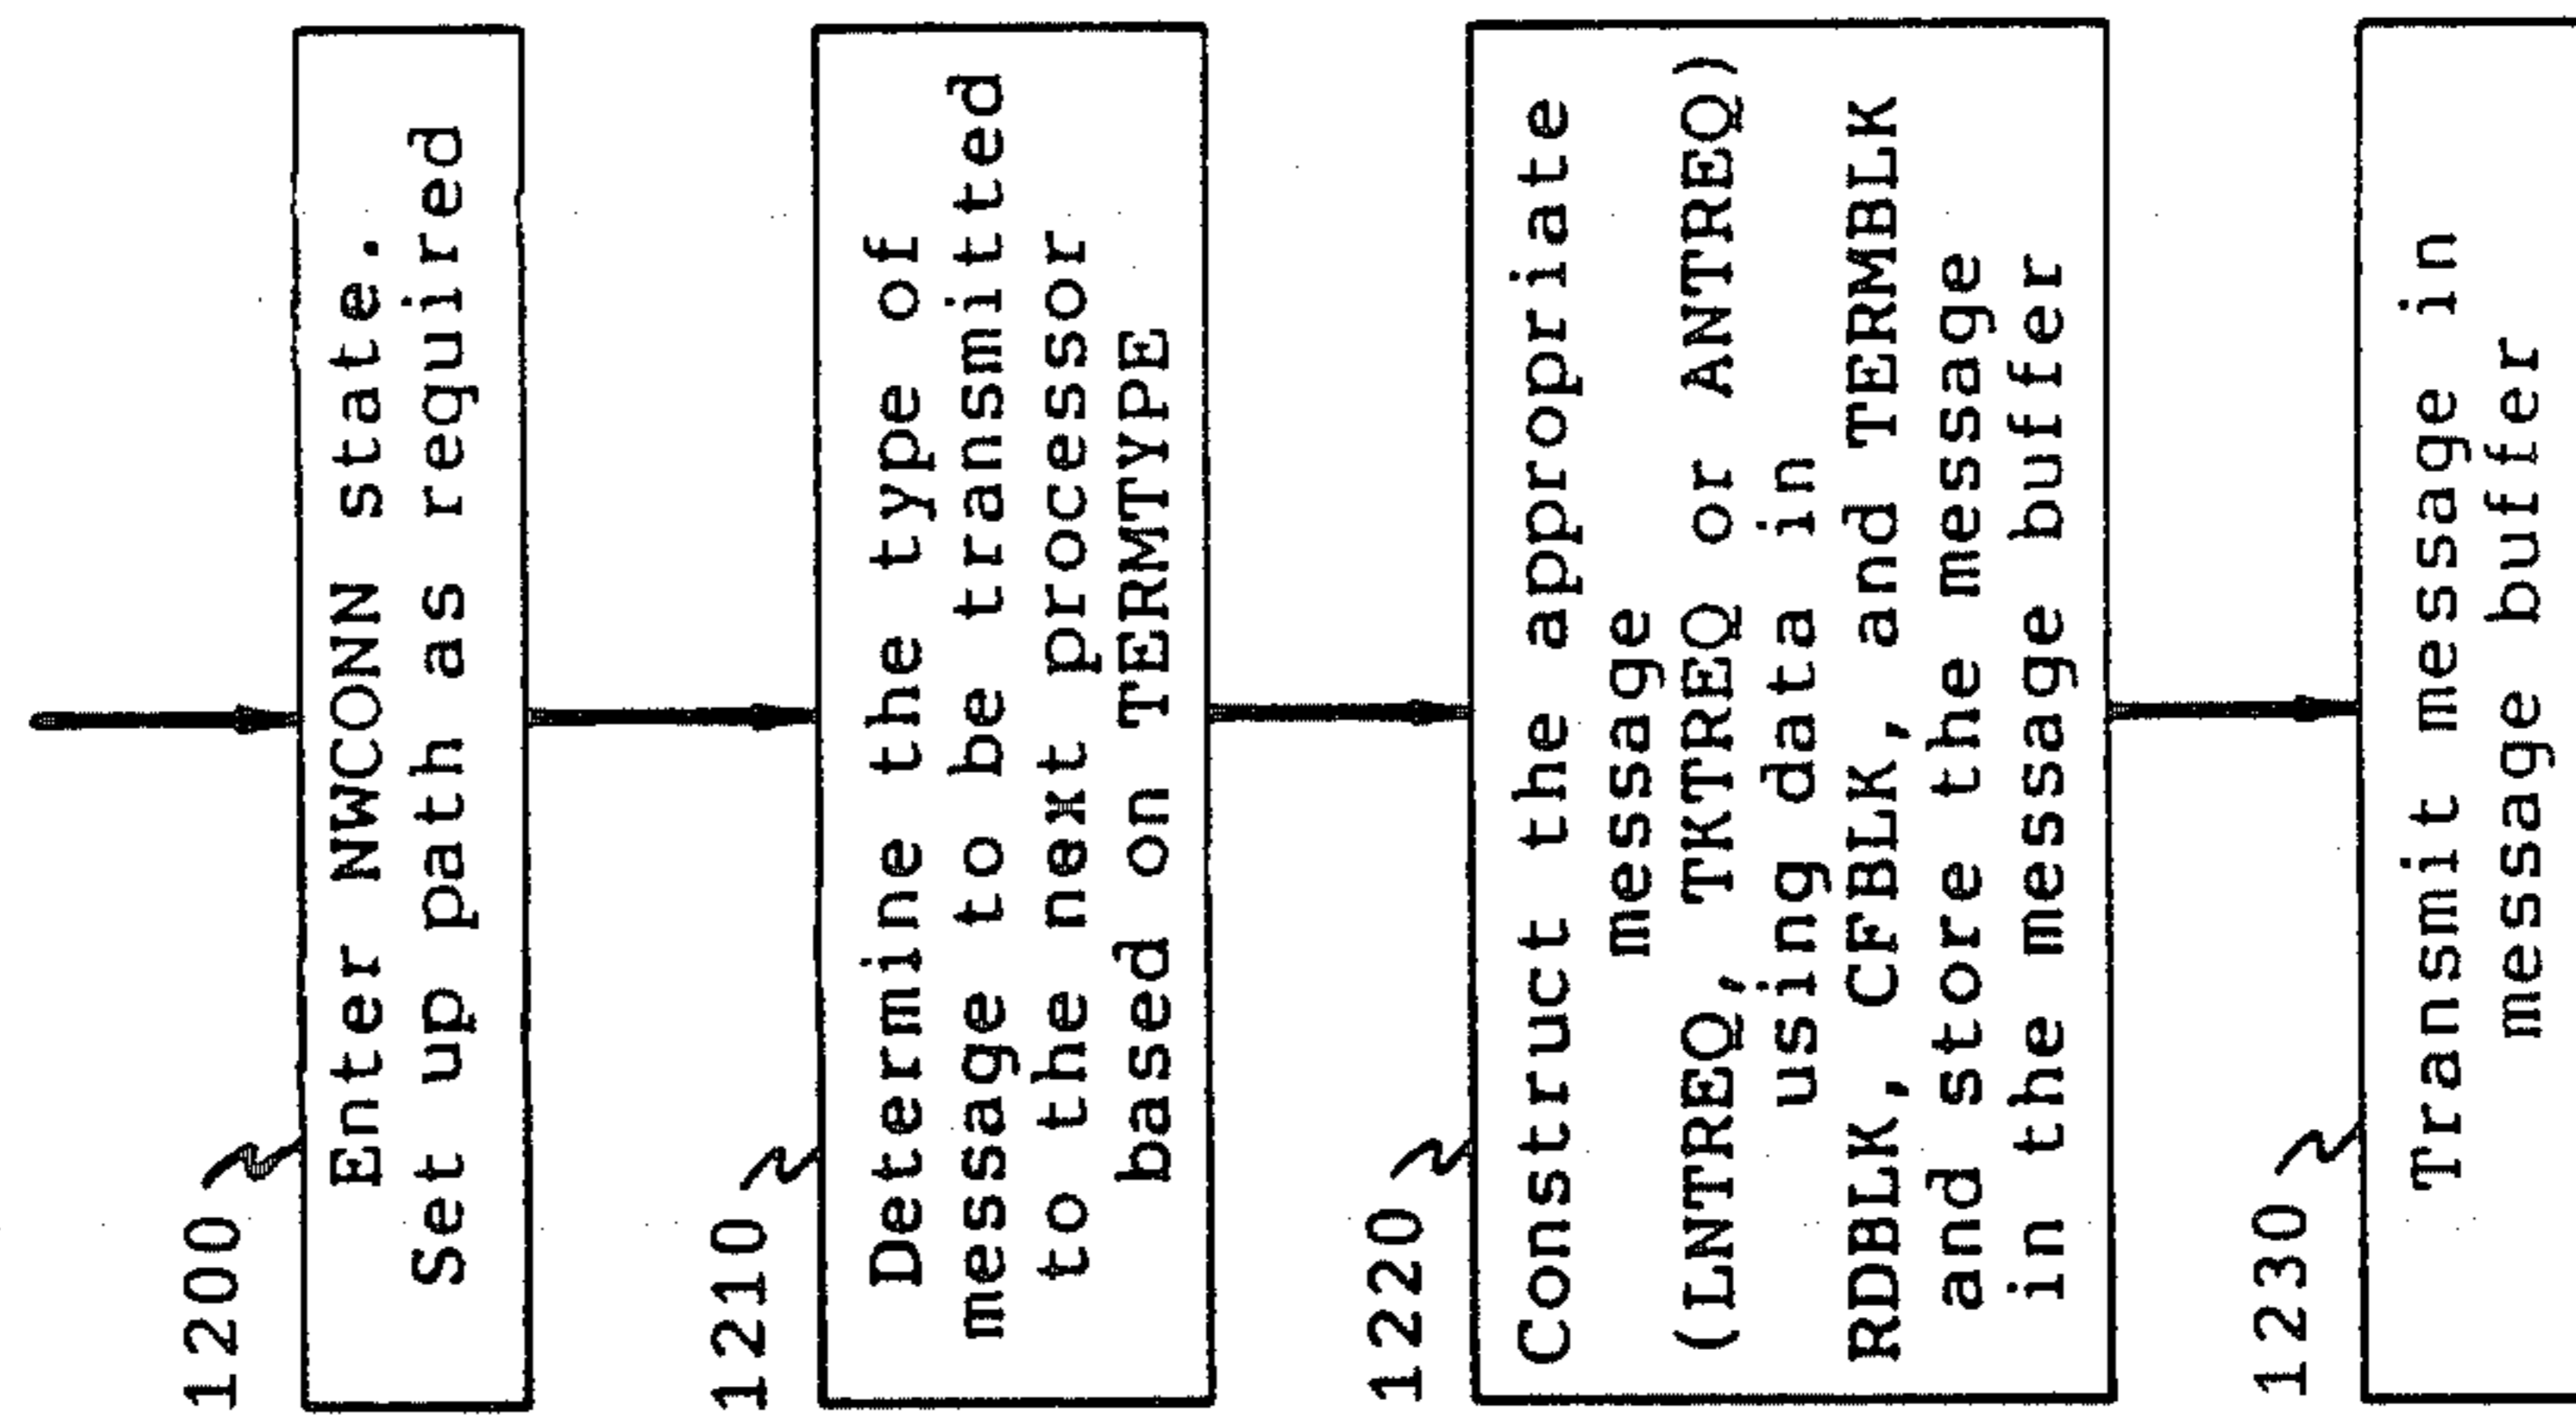 1200
Enter NWCONN state.
Set up path as required
1210
Determine the type of
message to be transmitted
to the next processor
based on TERMTYPE
1220
Construct the appropriate
message
(LNTREQ, TKTREQ or ANTREQ)
using data in
RDBLK, CFBLK, and TERMBLK
and store the message
in the message buffer
1230
Transmit message in
message buffer